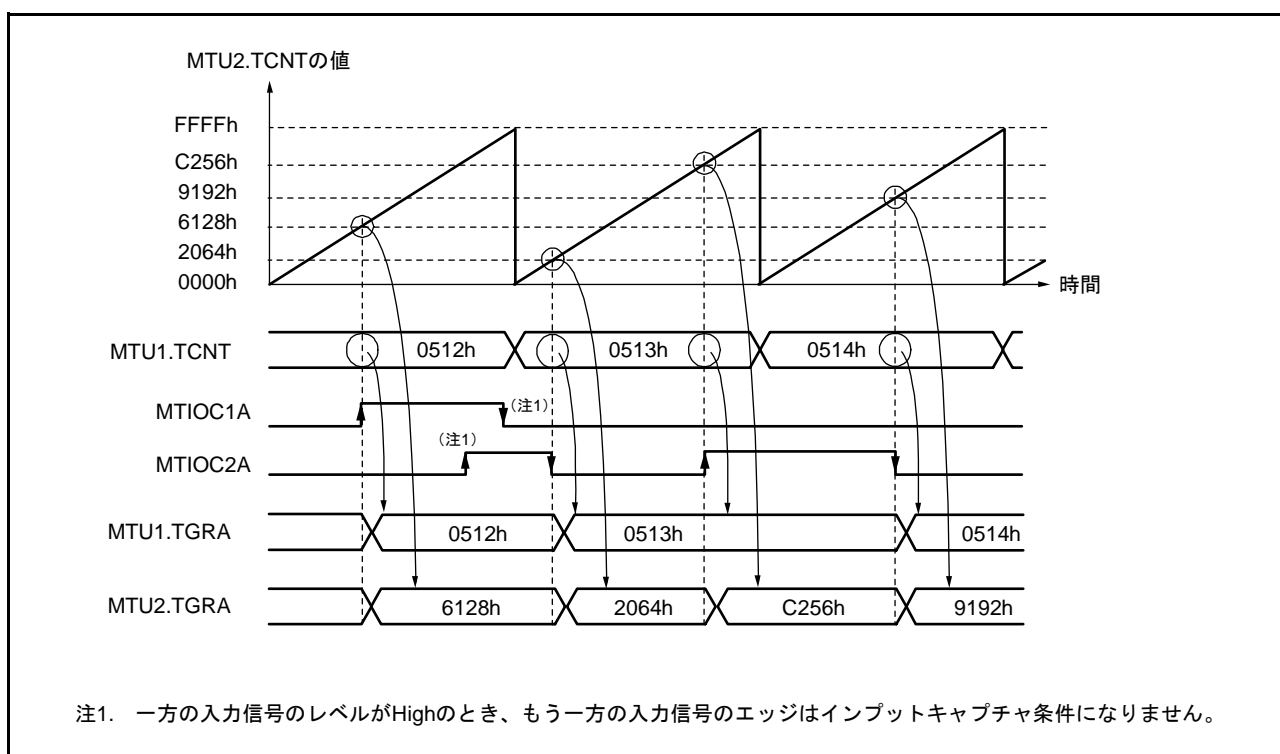 MTU2.TCNTの値
FFFFh
C256h
9192h
6128h
2064h
0000h
時間
MTU1.TCNT
0512h
0513h
0514h
MTIOC1A
(注1)
(注1)
MTIOC2A
MTU1.TGRA
0512h
0513h
0514h
MTU2.TGRA
6128h
2064h
C256h
9192h
注1. 一方の入力信号のレベルがHighのとき、もう一方の入力信号のエッジはインプットキャプチャ条件になりません。